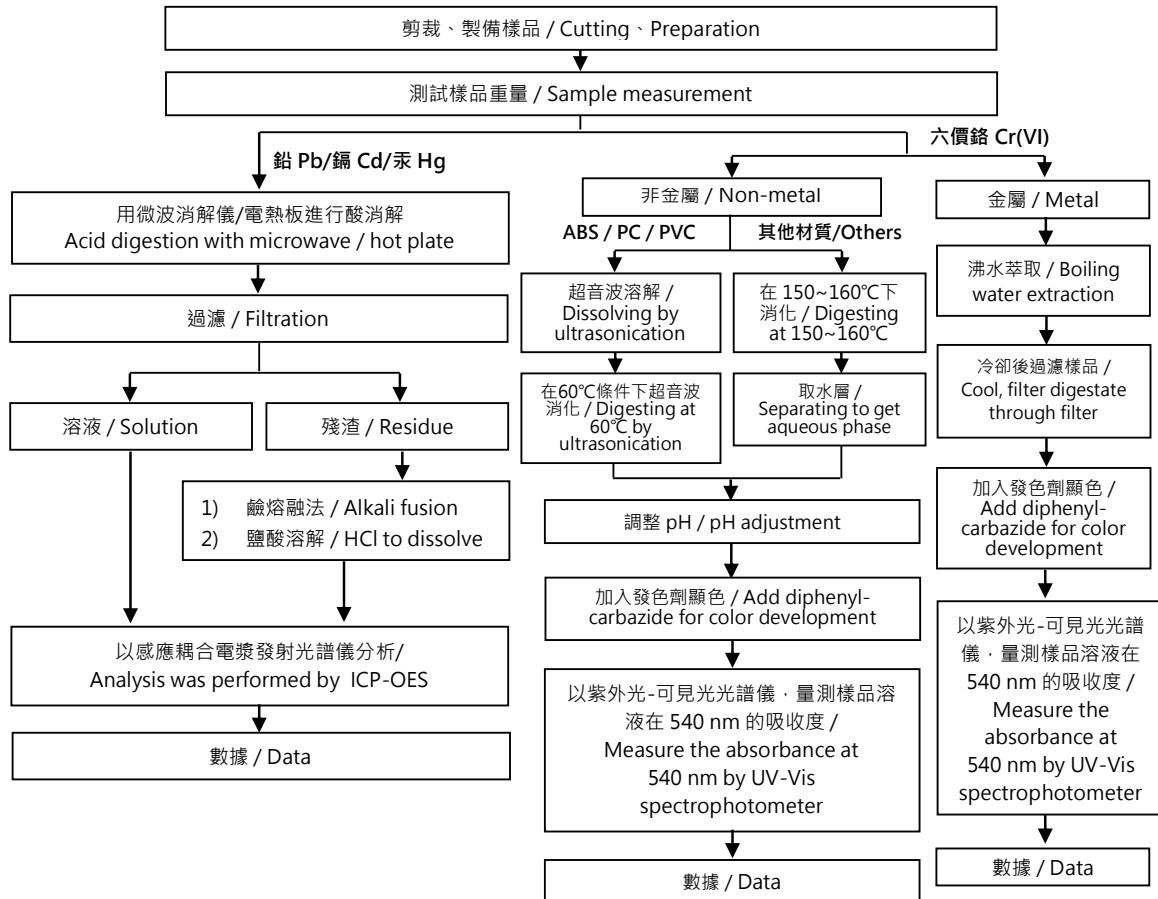 剪裁、製備樣品 / Cutting、Preparation
測試樣品重量 / Sample measurement
鉛 Pb/鎘 Cd/汞 Hg
六價鉻 Cr(VI)
用微波消解儀/電熱板進行酸消解
Acid digestion with microwave / hot plate
過濾 / Filtration
溶液 / Solution
殘渣 / Residue
1) 鹼熔融法 / Alkali fusion
2) 鹽酸溶解 / HCl to dissolve
以感應耦合電漿發射光譜儀分析/
Analysis was performed by ICP-OES
數據 / Data
非金屬 / Non-metal
ABS / PC / PVC
其他材質/Others
超音波溶解 /
Dissolving by
ultrasonication
在60℃條件下超音波
消化 / Digesting at
60℃ by
ultrasonication
在 150~160℃下
消化 / Digesting
at 150~160℃
取水層 /
Separating to get
aqueous phase
調整 pH / pH adjustment
加入發色劑顯色 / Add diphenyl-
carbazide for color development
以紫外光-可見光光譜儀，量測樣品溶
液在 540 nm 的吸收度 /
Measure the absorbance at
540 nm by UV-Vis
spectrophotometer
數據 / Data
金屬 / Metal
沸水萃取 / Boiling
water extraction
冷卻後過濾樣品 /
Cool, filter digestate
through filter
加入發色劑顯色 /
Add diphenyl-
carbazide for color
development
以紫外光-可見光光譜
儀，量測樣品溶液在
540 nm 的吸收度 /
Measure the
absorbance at
540 nm by UV-Vis
spectrophotometer
數據 / Data